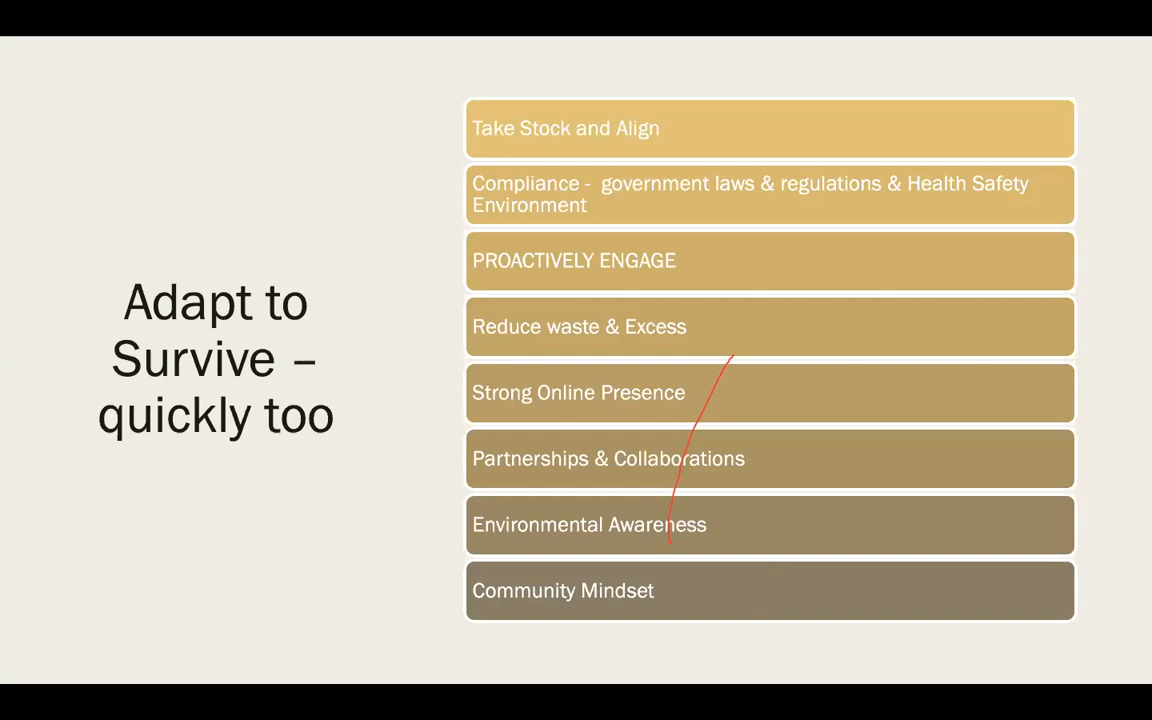 Adapt to
Survive –
quickly too
Take Stock and Align
Compliance -  government laws & regulations & Health Safety
Environment
PROACTIVELY ENGAGE
Reduce waste & Excess
Strong Online Presence
Partnerships & Collaborations
Environmental Awareness
Community Mindset